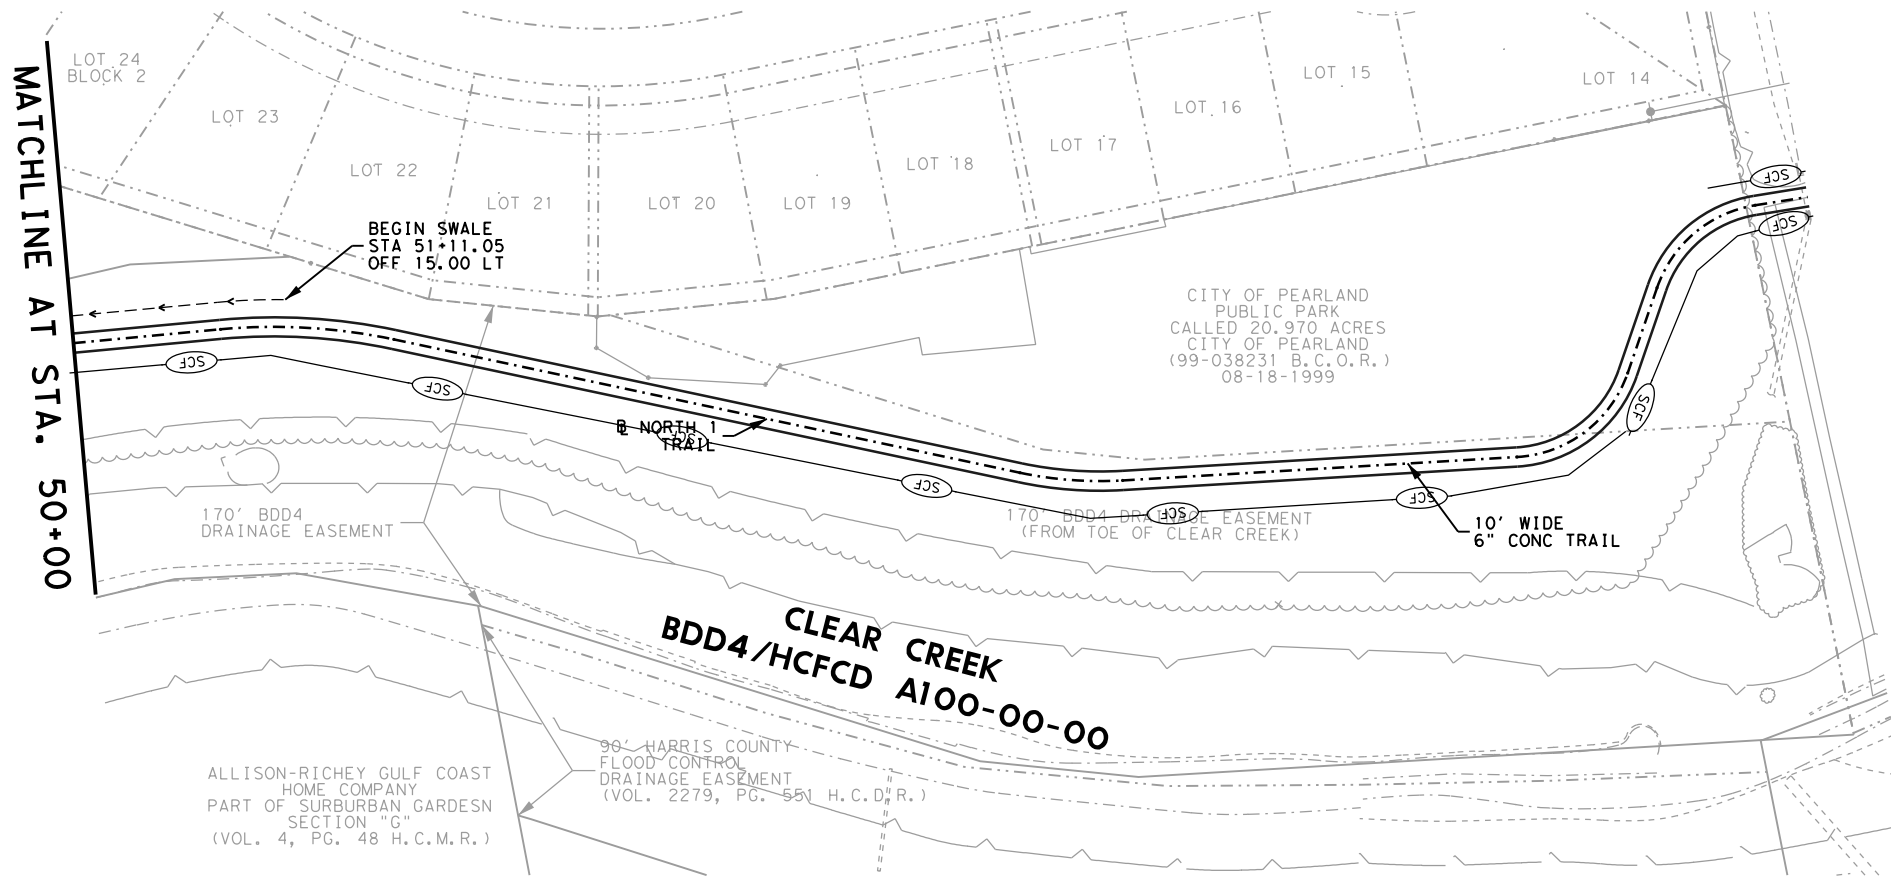 LOT 24
BLOCK 2
LOT 23
LOT 22
LOT 21
LOT 20
LOT 19
LOT 18
LOT 17
LOT 16
LOT 15
LOT 14
MATCHLINE AT STA. 50+00
BEGIN SWALE
STA 51+11.05
OFF 15.00 LT
SCF
SCF
CITY OF PEARLAND
PUBLIC PARK
CALLED 20.970 ACRES
CITY OF PEARLAND
(99-038231 B.C.O.R.)
08-18-1999
SCF
SCF
SCF
SCF
SCF
SCF
SCF
SCF
℄ NORTH 1
TRAIL
170' BDD4
DRAINAGE EASEMENT
170' BDD4 DRAINAGE EASEMENT
(FROM TOE OF CLEAR CREEK)
10' WIDE
6" CONC TRAIL
CLEAR CREEK
BDD4/HCFCD A100-00-00
90' HARRIS COUNTY
FLOOD CONTROL
DRAINAGE EASEMENT
(VOL. 2279, PG. 551 H.C.D.R.)
ALLISON-RICHEY GULF COAST
HOME COMPANY
PART OF SURBURBAN GARDESN
SECTION "G"
(VOL. 4, PG. 48 H.C.M.R.)